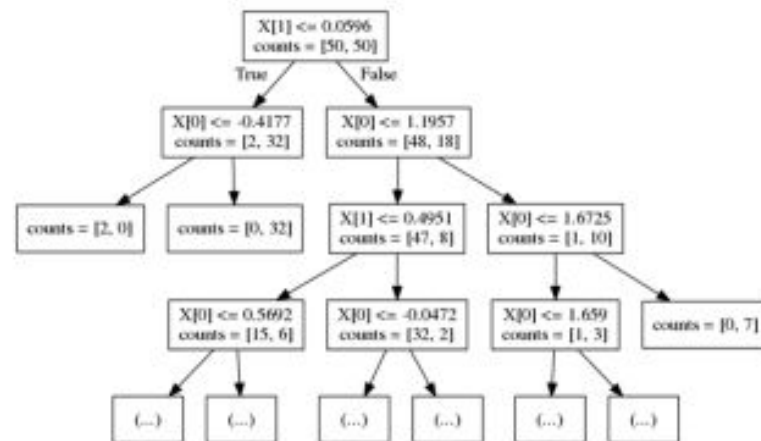 X[1] <= 0.0596
counts = [50, 50]
True
False
X[0] <= -0.4177
counts = [2, 32]
X[0] <= 1.1957
counts = [48, 18]
counts = [2, 0]
counts = [0, 32]
X[1] <= 0.4951
counts = [47, 8]
X[0] <= 1.6725
counts = [1, 10]
X[0] <= 0.5692
counts = [15, 6]
X[0] <= -0.0472
counts = [32, 2]
X[0] <= 1.659
counts = [1, 3]
counts = [0, 7]
(...)
(...)
(...)
(...)
(...)
(...)